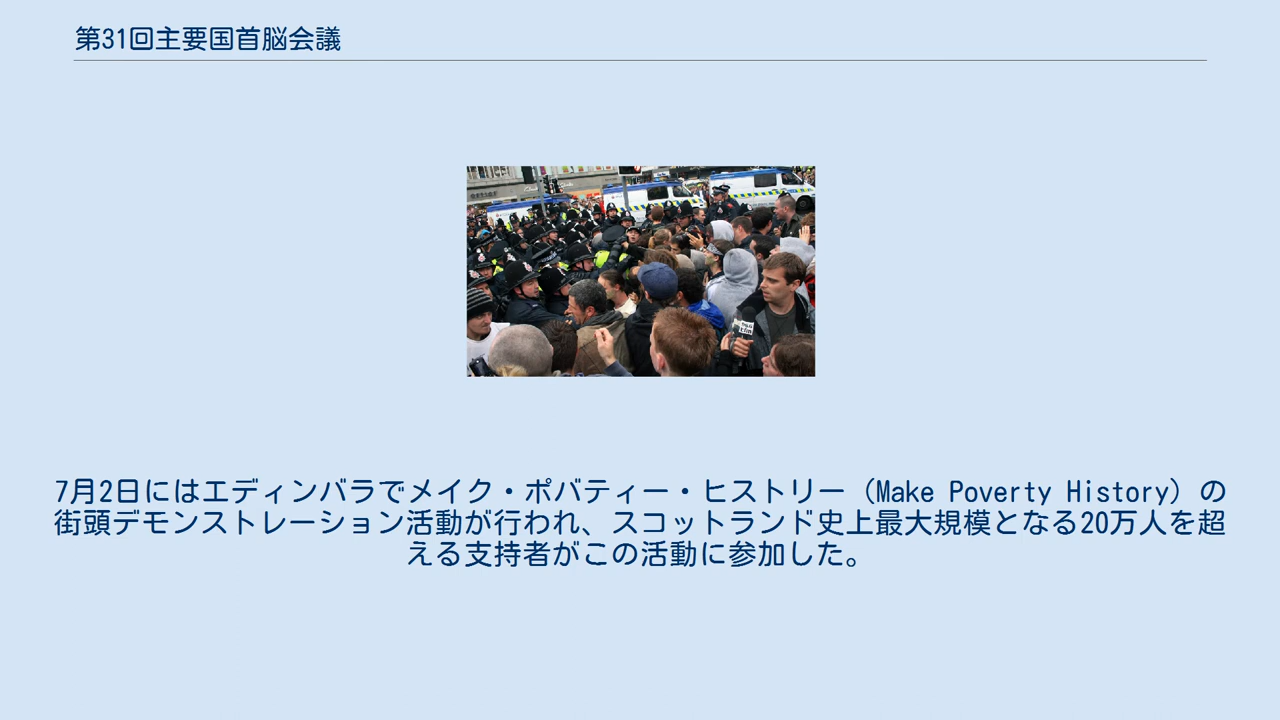 第31回主要国首脳会議
7月2日にはエディンバラでメイク・ポバティー・ヒストリー（Make Poverty History）の
街頭デモンストレーション活動が行われ、スコットランド史上最大規模となる20万人を超
える支持者がこの活動に参加した。